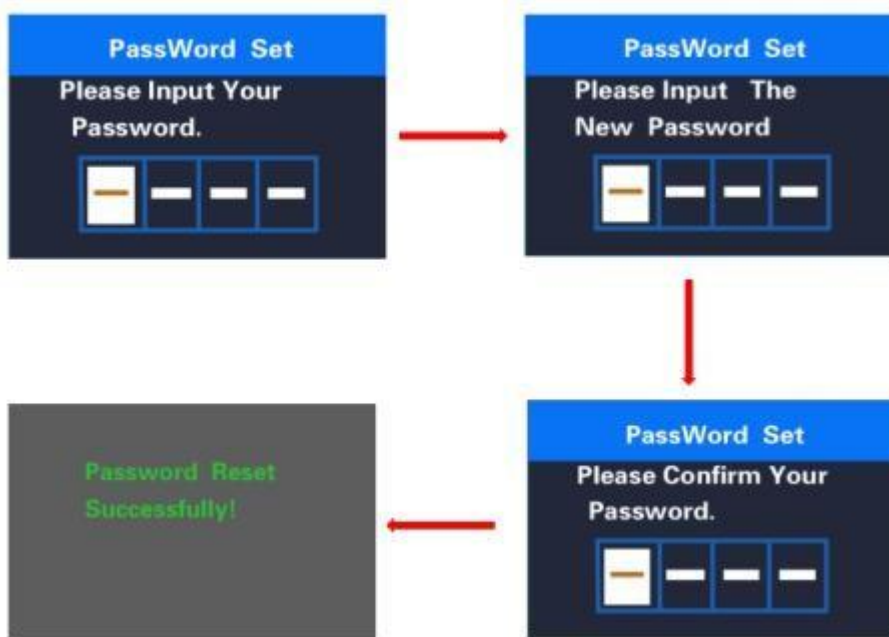 PassWord Set
Please Input Your
Password.
PassWord Set
Please Input The
New Password
PassWord Set
Please Confirm Your
Password.
Password Reset
Successfully!